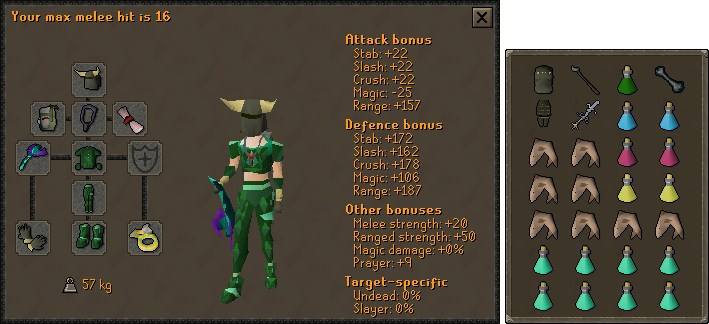 Your max melee hit is 16
Attack bonus
Stab: +22
Slash: +22
Crush: +22
Magic: -25
Range: +157
Defence bonus
Stab: +172
Slash: +162
Crush: +178
Magic: +106
Range: +187
Other bonuses
Melee strength: +20
Ranged strength: +50
Magic damage: +0%
Prayer: +9
Target-specific
Undead: 0%
Slayer: 0%
57 kg